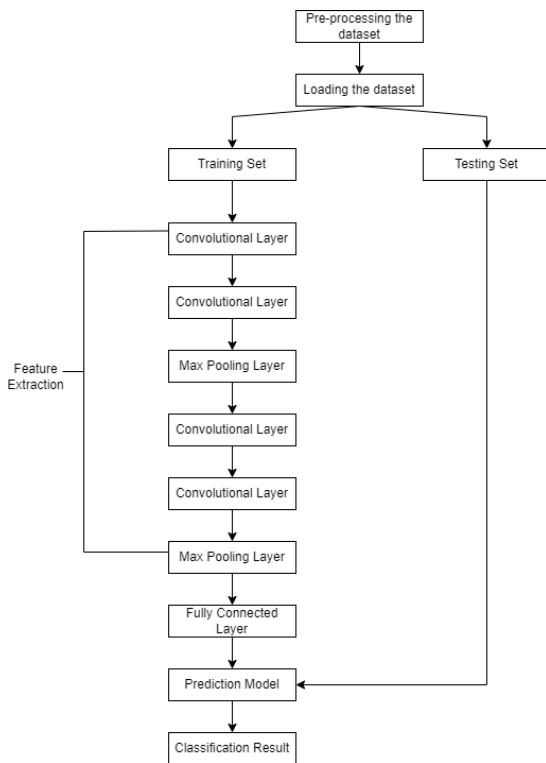 Pre-processing the
dataset
Loading the dataset
Training Set
Testing Set
Convolutional Layer
Convolutional Layer
Max Pooling Layer
Feature
Extraction
Convolutional Layer
Convolutional Layer
Max Pooling Layer
Fully Connected
Layer
Prediction Model
Classification Result